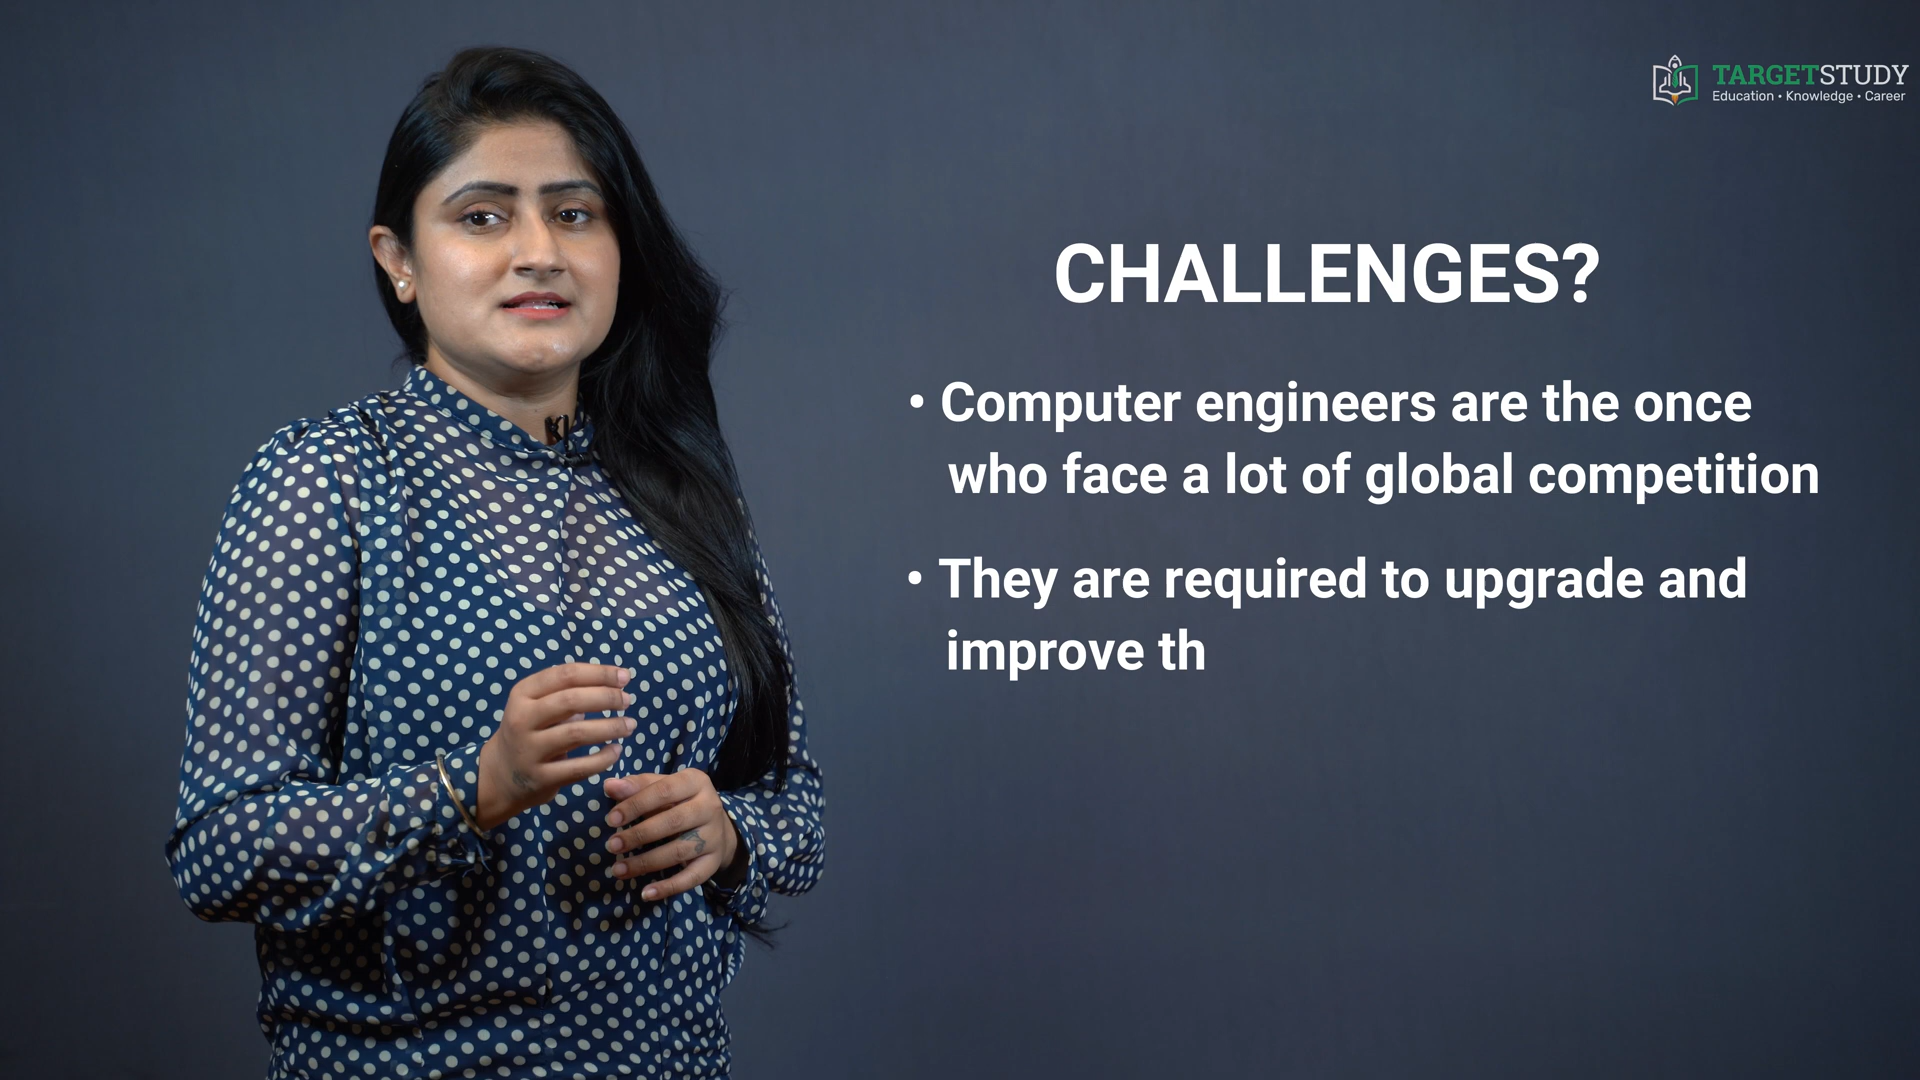 TARGETSTUDY
Education • Knowledge • Career
CHALLENGES?
• Computer engineers are the once
who face a lot of global competition
• They are required to upgrade and
improve th